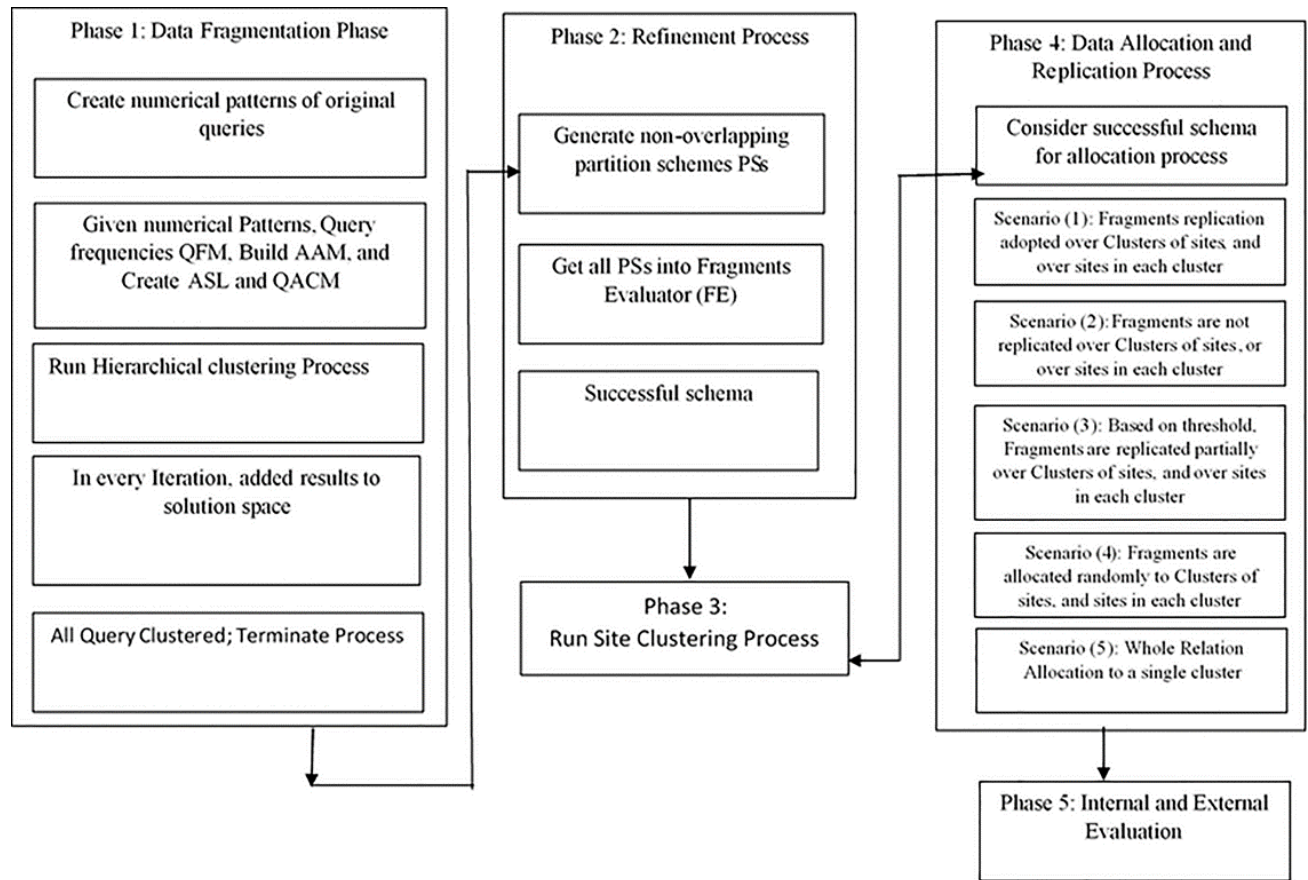 Phase 1: Data Fragmentation Phase
Create numerical patterns of original
queries
Given numerical Patterns, Query
frequencies QFM, Build AAM, and
Create ASL and QACM
Run Hierarchical clustering Process
In every Iteration, added results to
solution space
All Query Clustered; Terminate Process
Phase 2: Refinement Process
Generate non-overlapping
partition schemes PSs
Get all PSs into Fragments
Evaluator (FE)
Successful schema
Phase 3:
Run Site Clustering Process
Phase 4: Data Allocation and
Replication Process
Consider successful schema
for allocation process
Scenario (1): Fragments replication
adopted over Clusters of sites, and
over sites in each cluster
Scenario (2): Fragments are not
replicated over Clusters of sites, or
over sites in each cluster
Scenario (3): Based on threshold,
Fragments are replicated partially
over Clusters of sites, and over sites
in each cluster
Scenario (4): Fragments are
allocated randomly to Clusters of
sites, and sites in each cluster
Scenario (5): Whole Relation
Allocation to a single cluster
Phase 5: Internal and External
Evaluation